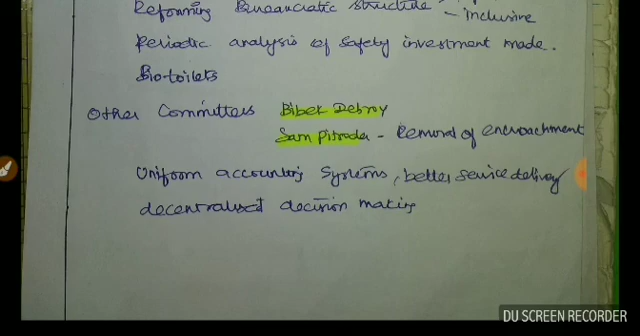 Reforming Bureaucratic structure - inclusive
Periodic analysis of safety investment made.
Bio-toilets
Other Committees Bibek Debroy
Sam Pitroda - Removal of encroachment
Uniform accounting systems, better service delivery
decentralised decision making
DU SCREEN RECORDER